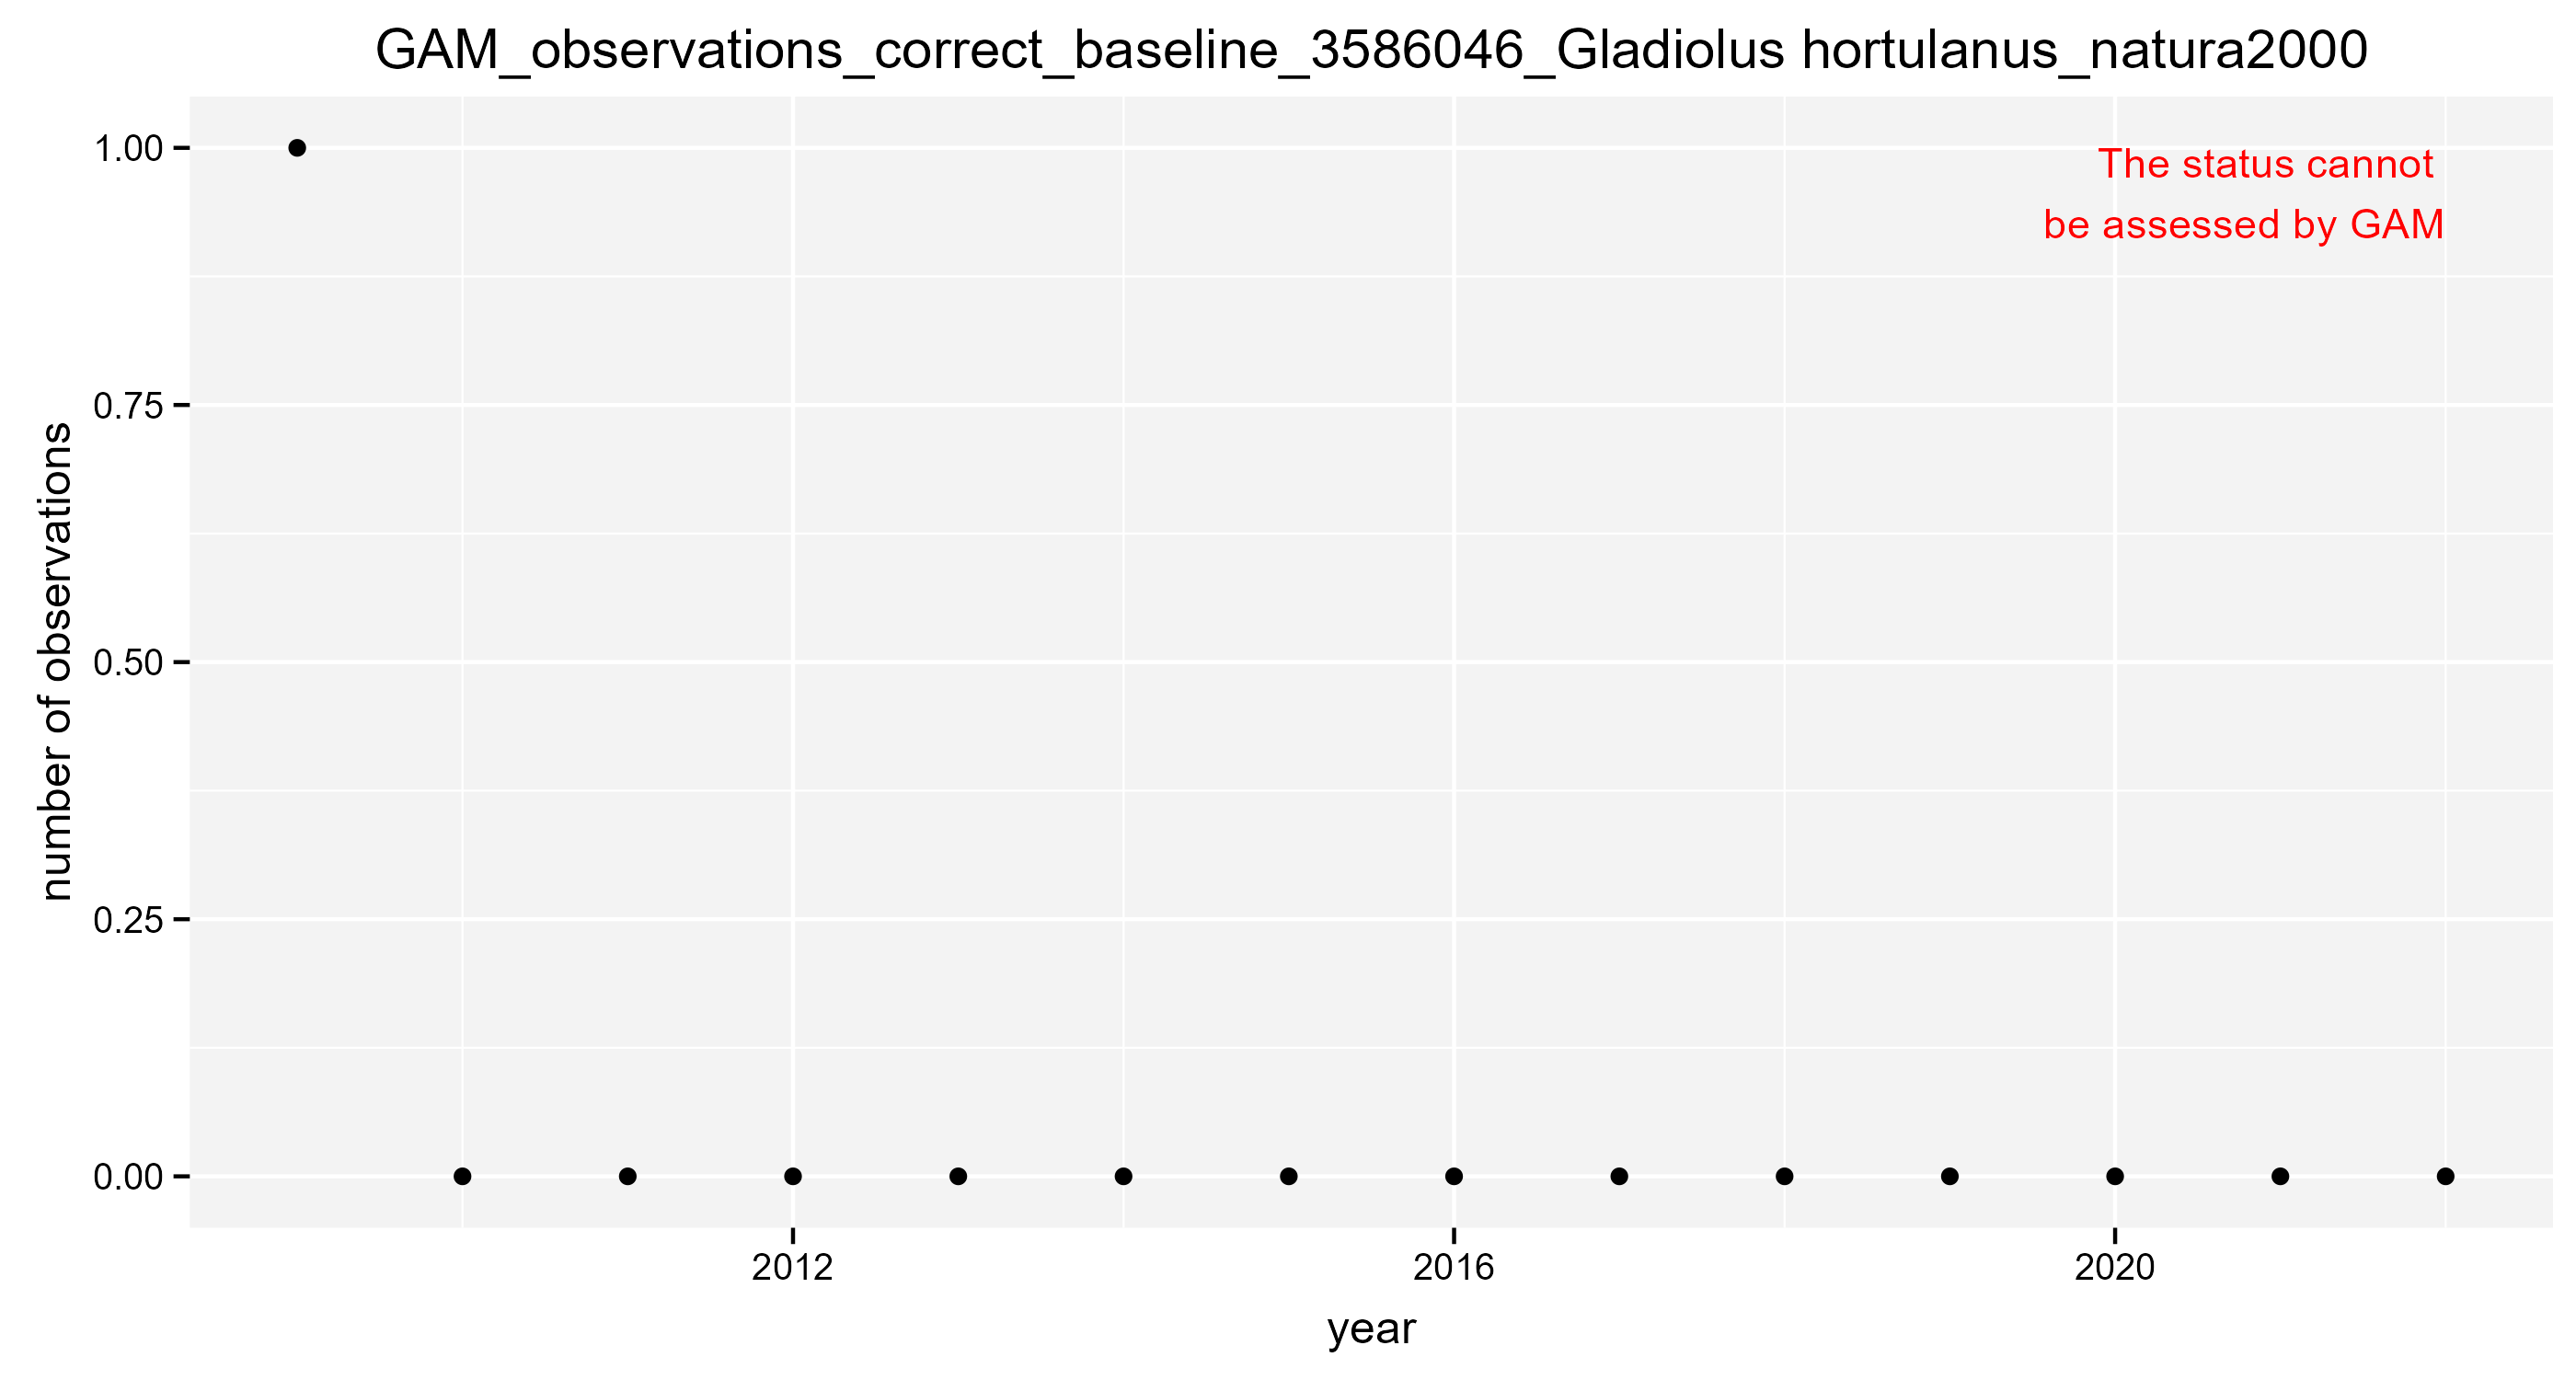 GAM_observations_correct_baseline_3586046_Gladiolus hortulanus_natura2000
The status cannot
be assessed by GAM
1.00
0.75
0.50
0.25
0.00
number of observations
2012 2016 2020
year